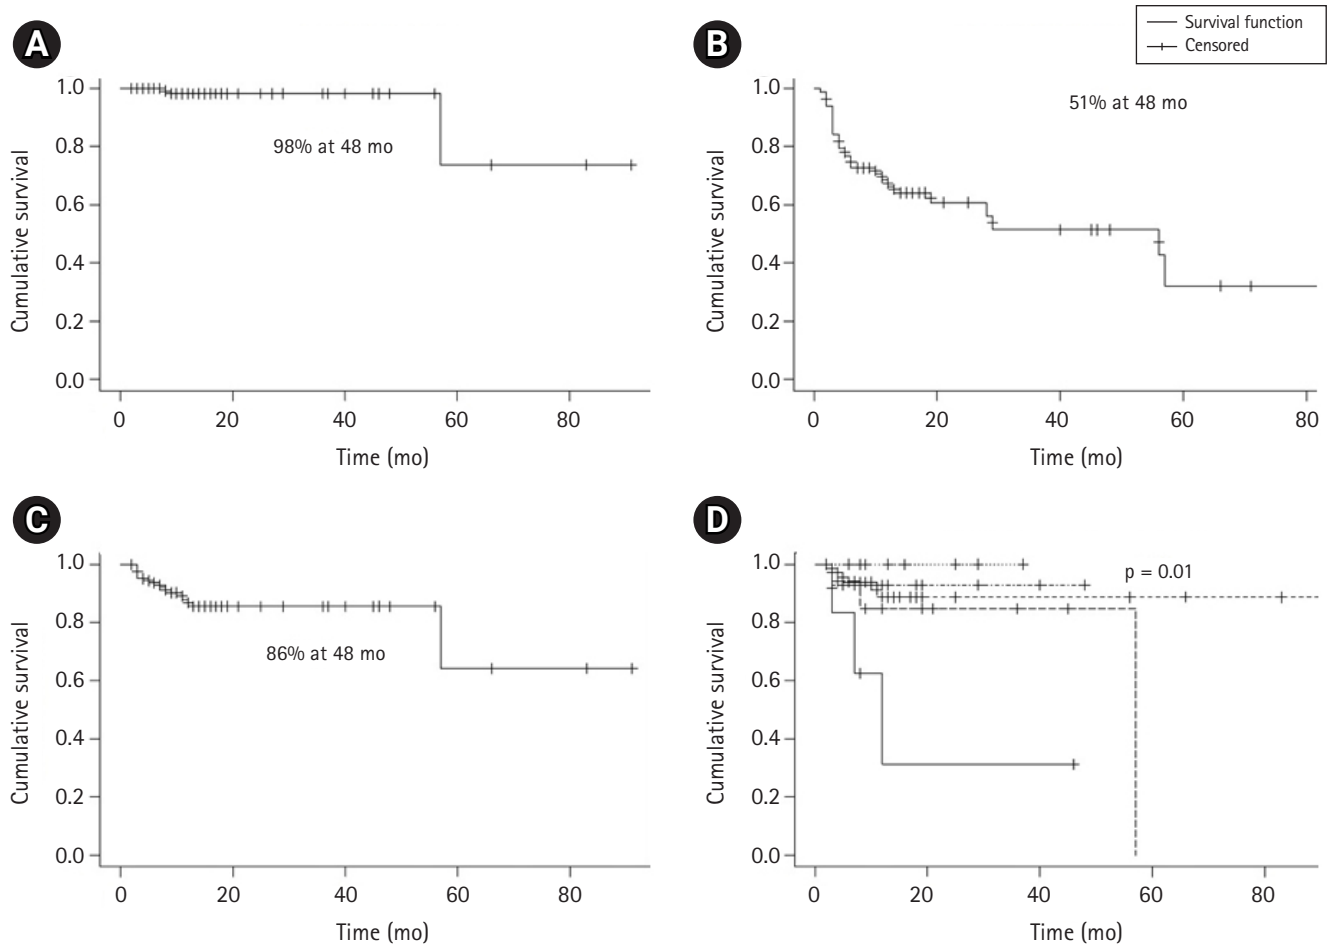 A
B
Survival function
Censored
1.0
0.8
0.6
0.4
0.2
0.0
Cumulative survival
98% at 48 mo
0 20 40 60 80
Time (mo)
1.0
0.8
0.6
0.4
0.2
0.0
Cumulative survival
51% at 48 mo
0 20 40 60 80
Time (mo)
C
D
1.0
0.8
0.6
0.4
0.2
0.0
Cumulative survival
86% at 48 mo
0 20 40 60 80
Time (mo)
1.0
0.8
0.6
0.4
0.2
0.0
Cumulative survival
p = 0.01
0 20 40 60 80
Time (mo)